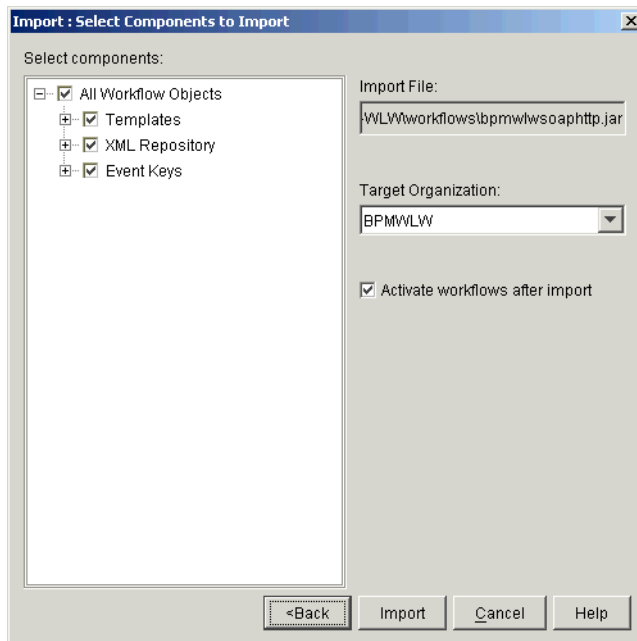 Import : Select Components to Import
Select components:
All Workflow Objects
Templates
XML Repository
Event Keys
Import File:
-WLW\workflows\bpmwlwsoaphttp.jar
Target Organization:
BPMWLW
Activate workflows after import
<Back
Import
Cancel
Help